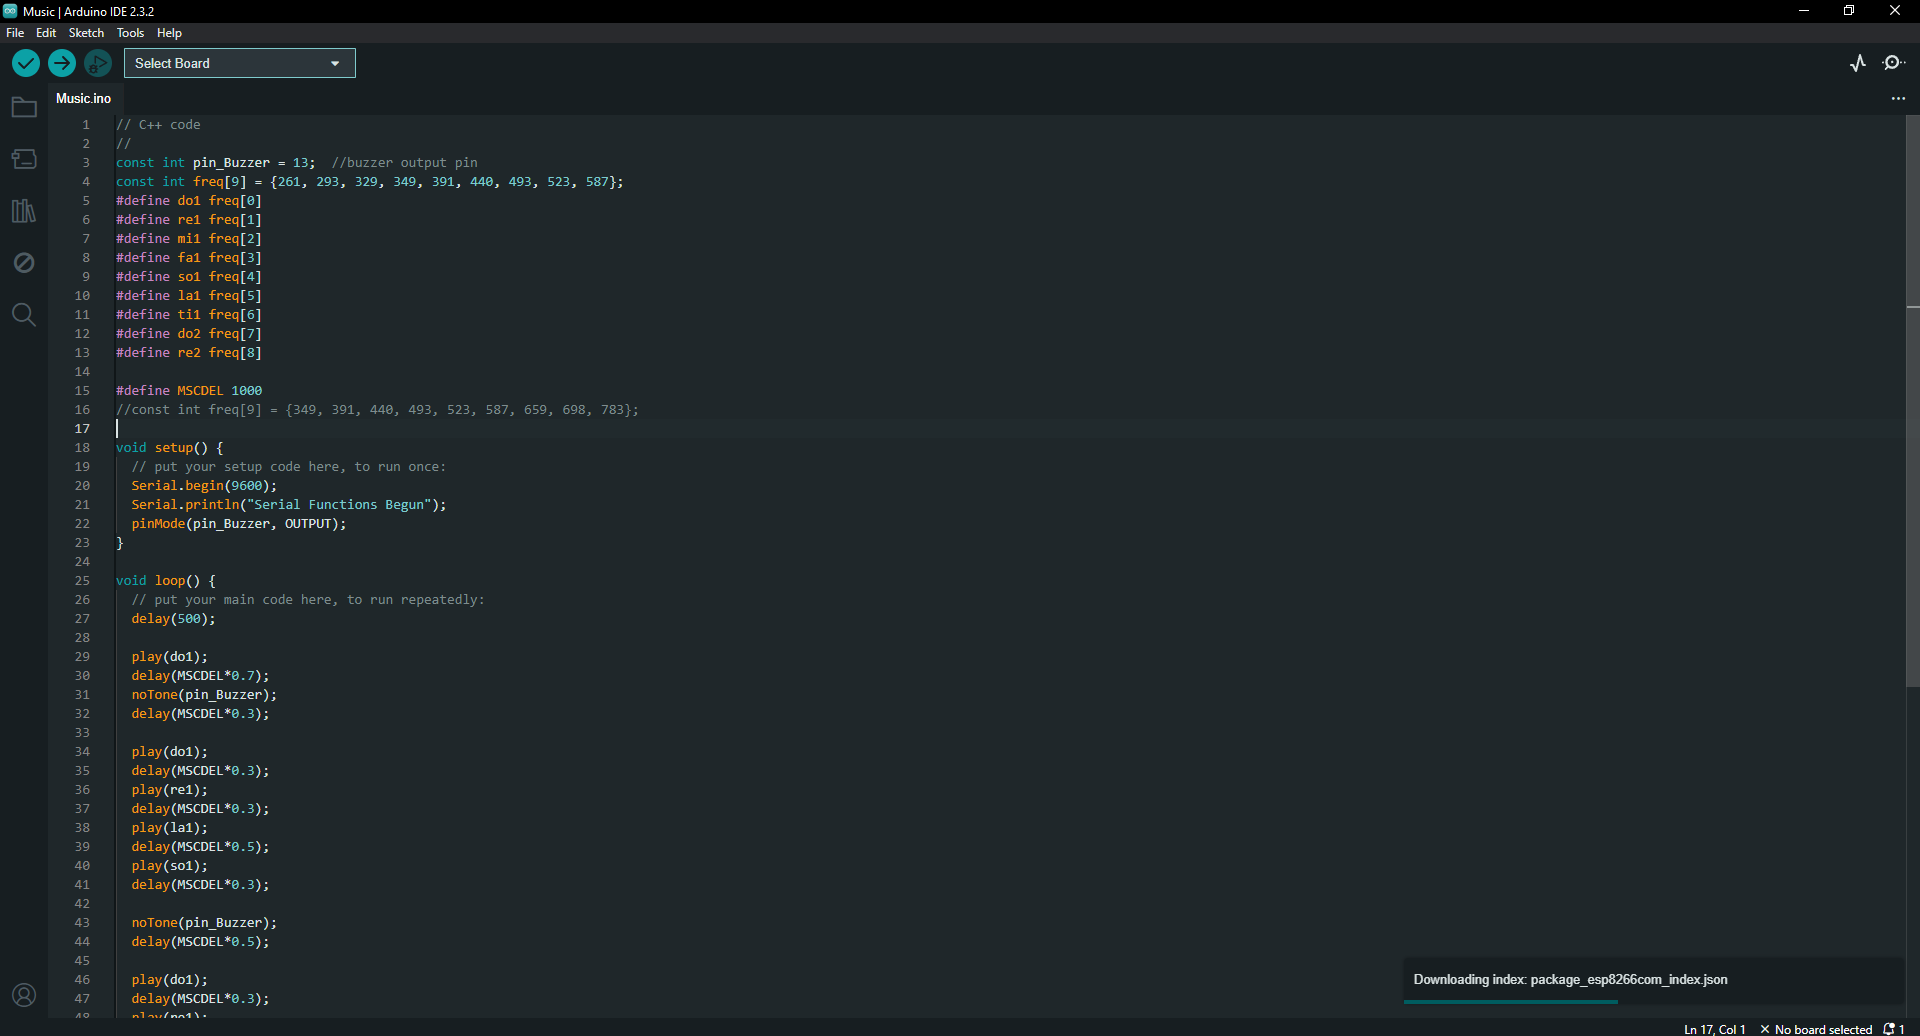 Music | Arduino IDE 2.3.2
File Edit Sketch Tools Help
Select Board
Music.ino
1 // C++ code
2 //
3 const int pin_Buzzer = 13;  //buzzer output pin
4 const int freq[9] = {261, 293, 329, 349, 391, 440, 493, 523, 587};
5 #define do1 freq[0]
6 #define re1 freq[1]
7 #define mi1 freq[2]
8 #define fa1 freq[3]
9 #define so1 freq[4]
10 #define la1 freq[5]
11 #define ti1 freq[6]
12 #define do2 freq[7]
13 #define re2 freq[8]
14
15 #define MSCDEL 1000
16 //const int freq[9] = {349, 391, 440, 493, 523, 587, 659, 698, 783};
17
18 void setup() {
19   // put your setup code here, to run once:
20   Serial.begin(9600);
21   Serial.println("Serial Functions Begun");
22   pinMode(pin_Buzzer, OUTPUT);
23 }
24
25 void loop() {
26   // put your main code here, to run repeatedly:
27   delay(500);
28
29   play(do1);
30   delay(MSCDEL*0.7);
31   noTone(pin_Buzzer);
32   delay(MSCDEL*0.3);
33
34   play(do1);
35   delay(MSCDEL*0.3);
36   play(re1);
37   delay(MSCDEL*0.3);
38   play(la1);
39   delay(MSCDEL*0.5);
40   play(so1);
41   delay(MSCDEL*0.3);
42
43   noTone(pin_Buzzer);
44   delay(MSCDEL*0.5);
45
46   play(do1);
47   delay(MSCDEL*0.3);
48   play(re1);
Downloading index: package_esp8266com_index.json
Ln 17, Col 1 × No board selected 1